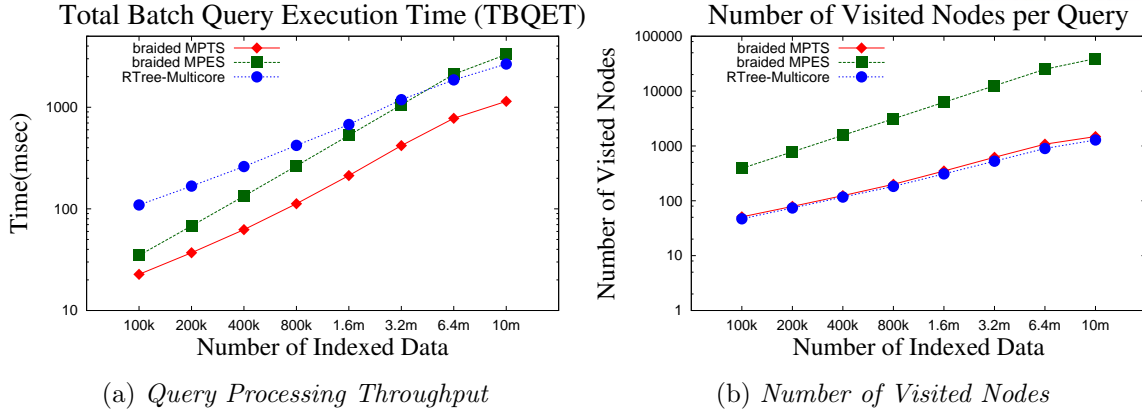 Total Batch Query Execution Time (TBQET)
braided MPTS
braided MPES
RTree-Multicore
1000
100
10
Time(msec)
100k 200k 400k 800k 1.6m 3.2m 6.4m 10m
Number of Indexed Data
(a) Query Processing Throughput
Number of Visited Nodes per Query
braided MPTS
braided MPES
RTree-Multicore
100000
10000
1000
100
10
1
Number of Visted Nodes
100k 200k 400k 800k 1.6m 3.2m 6.4m 10m
Number of Indexed Data
(b) Number of Visited Nodes